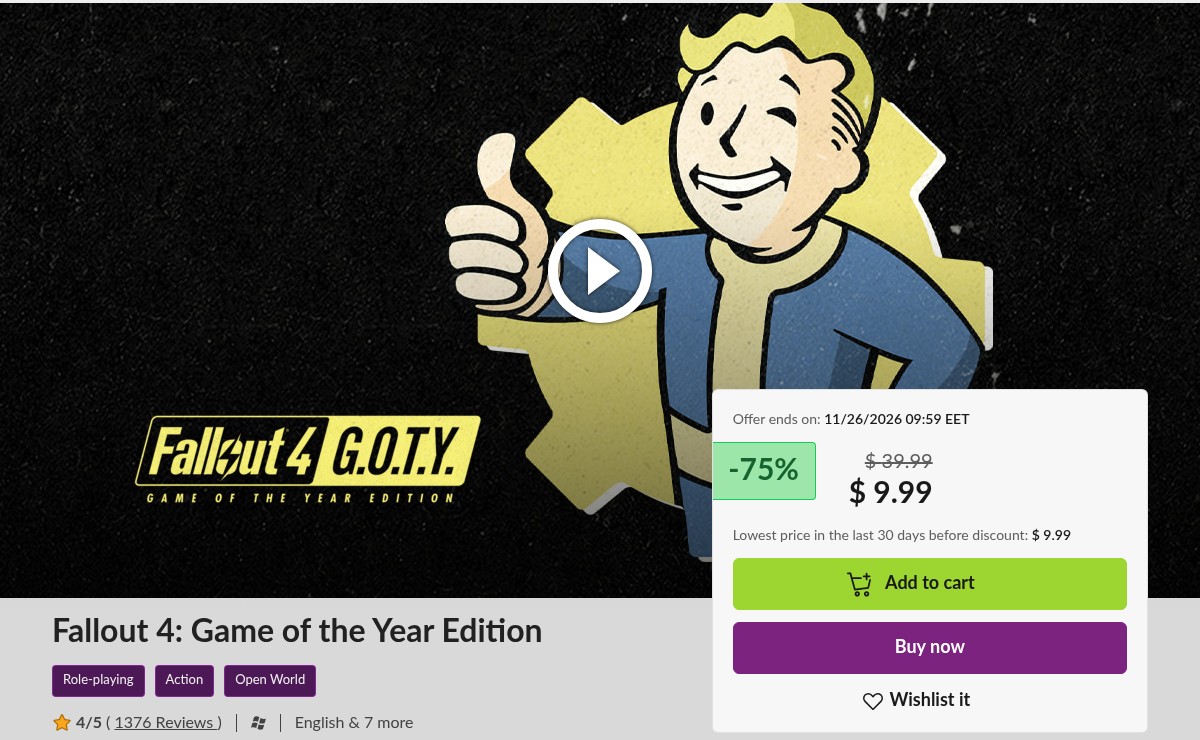 Fallout 4 G.O.T.Y.
GAME OF THE YEAR EDITION
Offer ends on: 11/26/2026 09:59 EET
-75%
$ 39.99
$ 9.99
Lowest price in the last 30 days before discount: $ 9.99
Add to cart
Buy now
Wishlist it
Fallout 4: Game of the Year Edition
Role-playing
Action
Open World
4/5 ( 1376 Reviews ) English & 7 more